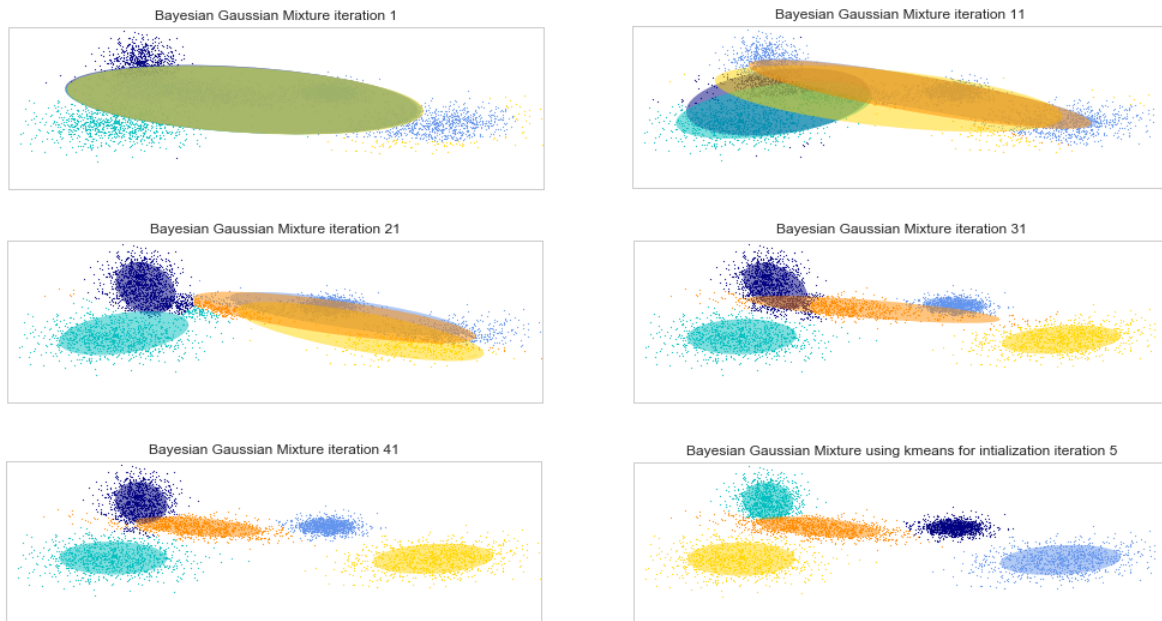 Bayesian Gaussian Mixture iteration 1
Bayesian Gaussian Mixture iteration 11
Bayesian Gaussian Mixture iteration 21
Bayesian Gaussian Mixture iteration 31
Bayesian Gaussian Mixture iteration 41
Bayesian Gaussian Mixture using kmeans for intialization iteration 5